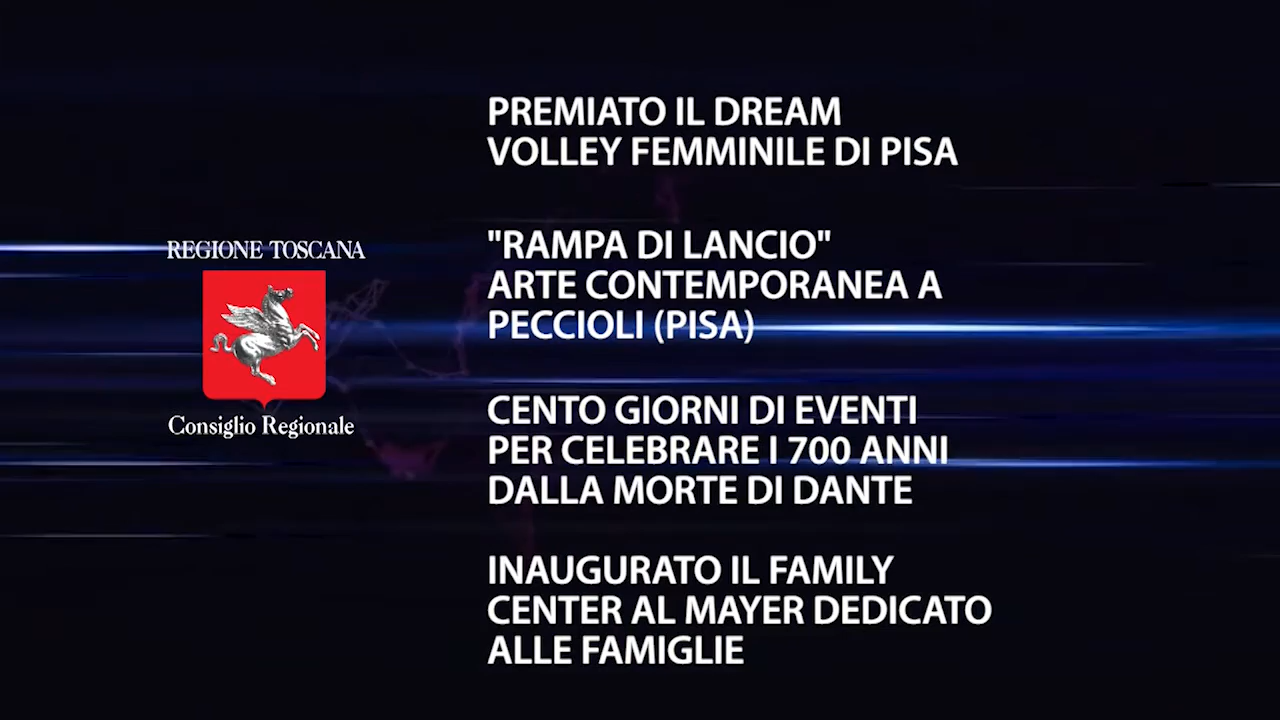 REGIONE TOSCANA
Consiglio Regionale
PREMIATO IL DREAM
VOLLEY FEMMINILE DI PISA
"RAMPA DI LANCIO"
ARTE CONTEMPORANEA A
PECCIOLI (PISA)
CENTO GIORNI DI EVENTI
PER CELEBRARE I 700 ANNI
DALLA MORTE DI DANTE
INAUGURATO IL FAMILY
CENTER AL MAYER DEDICATO
ALLE FAMIGLIE